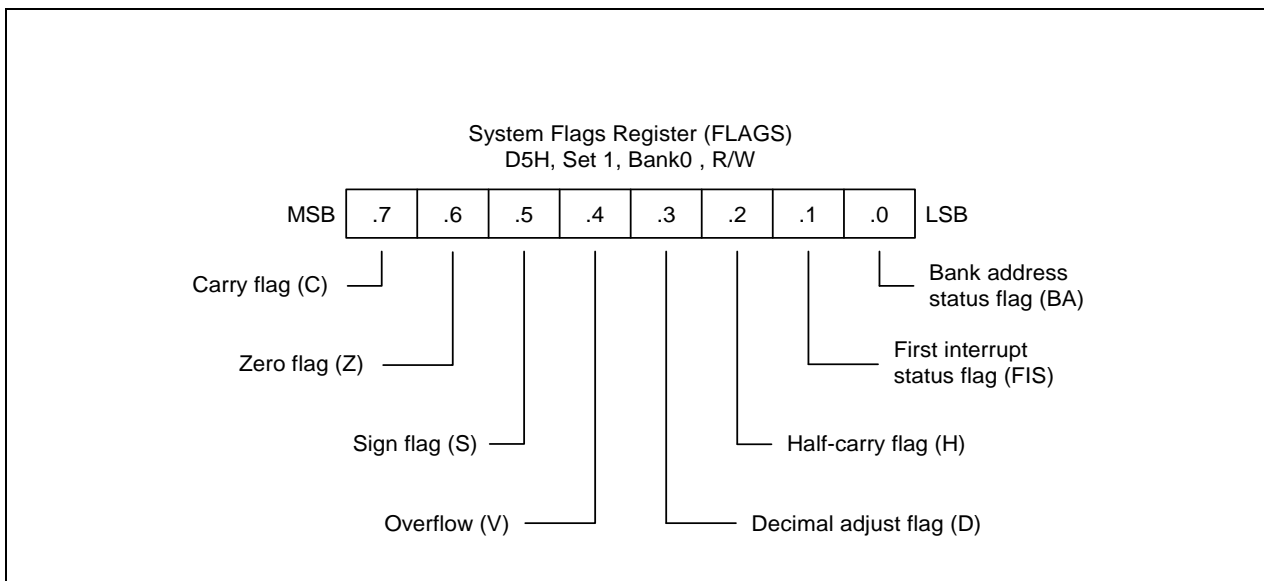 System Flags Register (FLAGS)
D5H, Set 1, Bank0 , R/W
MSB .7 .6 .5 .4 .3 .2 .1 .0 LSB
Carry flag (C)
Bank address
status flag (BA)
Zero flag (Z)
First interrupt
status flag (FIS)
Sign flag (S)
Half-carry flag (H)
Overflow (V)
Decimal adjust flag (D)